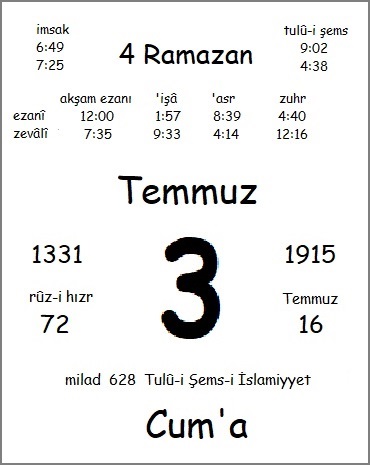 imsak
6:49
7:25
4 Ramazan
tulû-i şems
9:02
4:38
akşam ezanı 'işâ 'asr zuhr
ezanî 12:00 1:57 8:39 4:40
zevâlî 7:35 9:33 4:14 12:16
Temmuz
1331 3 1915
rûz-i hızr Temmuz
72 16
milad 628 Tulû-i Şems-i İslamiyyet
Cum'a